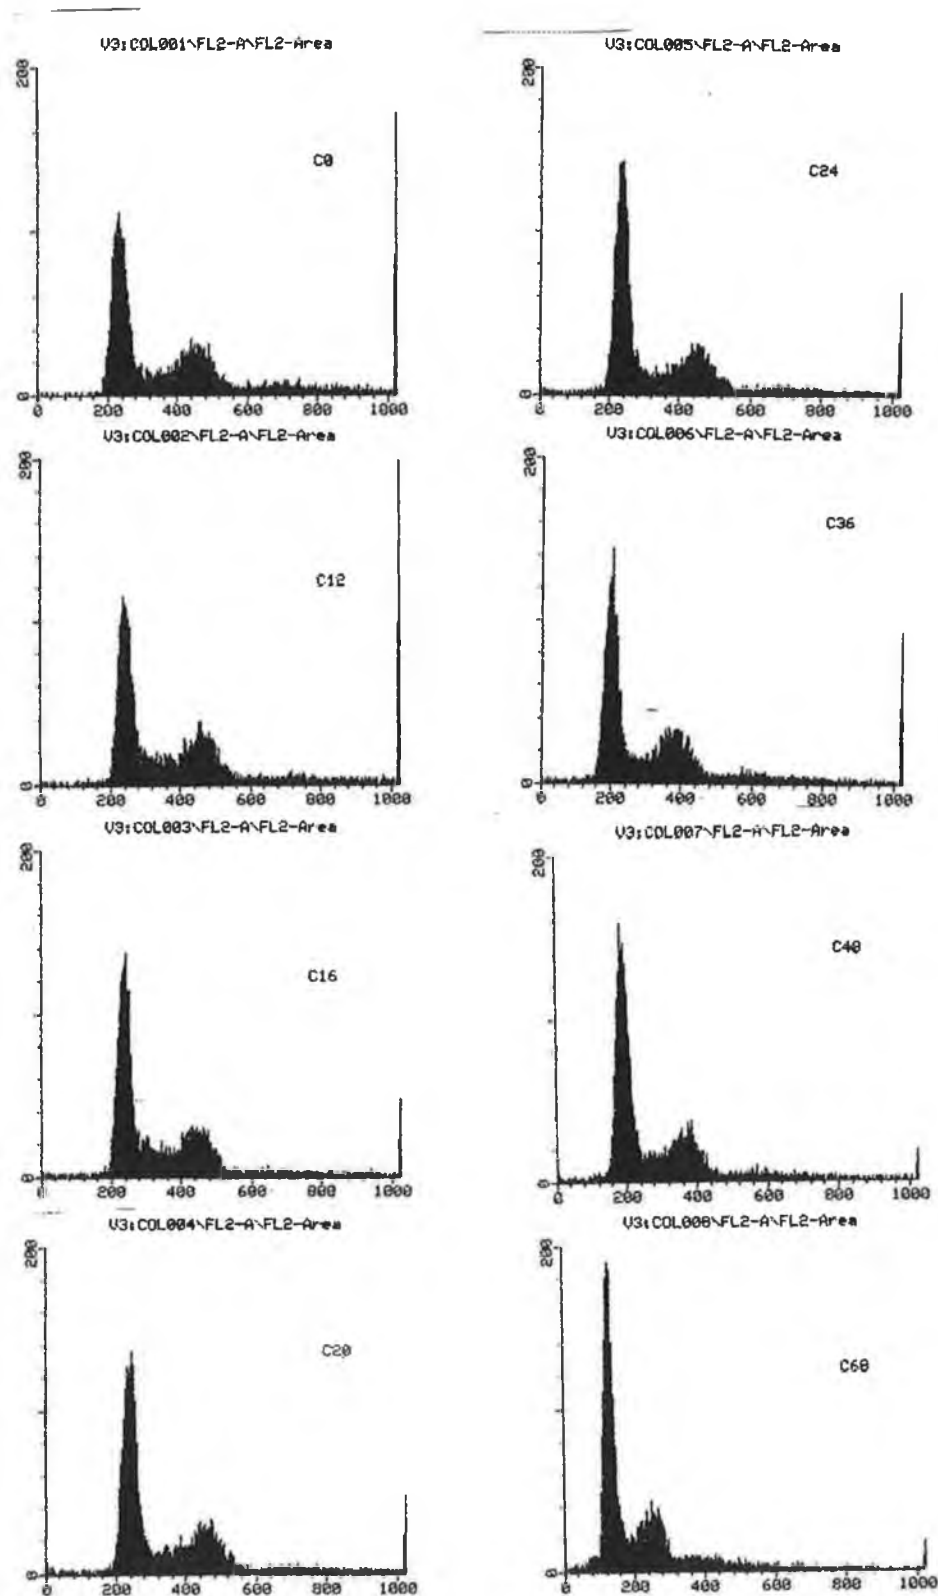 V3:COL001\FL2-A\FL2-Area
200
C0
0
0 200 400 600 800 1000
V3:COL002\FL2-A\FL2-Area
200
C12
0
0 200 400 600 800 1000
V3:COL003\FL2-A\FL2-Area
200
C16
0
0 200 400 600 800 1000
V3:COL004\FL2-A\FL2-Area
200
C20
0
0 200 400 600 800 1000
V3:COL005\FL2-A\FL2-Area
200
C24
0
0 200 400 600 800 1000
V3:COL006\FL2-A\FL2-Area
200
C36
0
0 200 400 600 800 1000
V3:COL007\FL2-A\FL2-Area
200
C40
0
0 200 400 600 800 1000
V3:COL008\FL2-A\FL2-Area
200
C60
0
0 200 400 600 800 1000